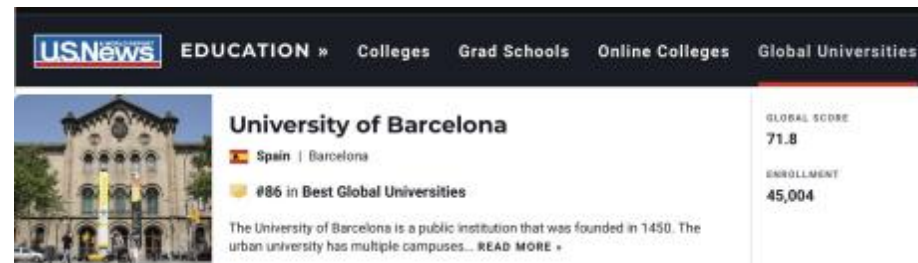 U.S.News
EDUCATION » Colleges Grad Schools Online Colleges Global Universities
University of Barcelona
Spain | Barcelona
#86 in Best Global Universities
The University of Barcelona is a public institution that was founded in 1450. The
urban university has multiple campuses... READ MORE »
GLOBAL SCORE
71.8
ENROLLMENT
45,004